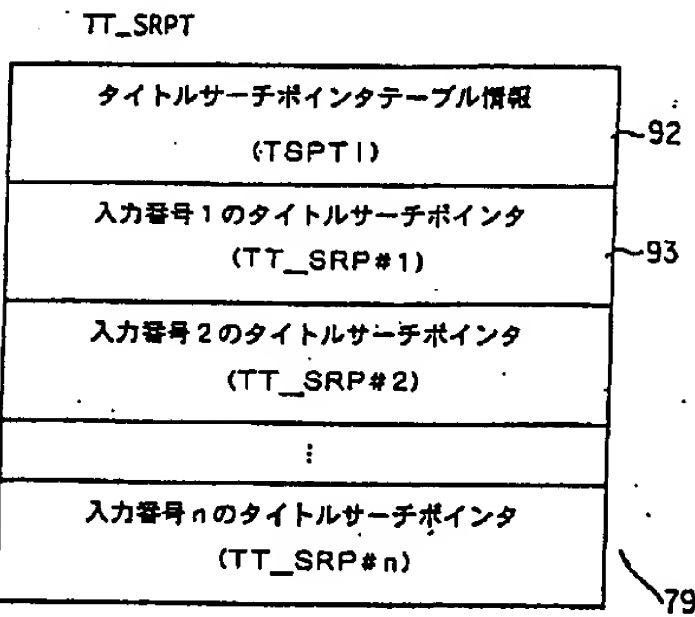 TT_SRPT
タイトルサーチポインタテーブル情報
(TSPTI)
92
入力番号1のタイトルサーチポインタ
(TT_SRP#1)
93
入力番号2のタイトルサーチポインタ
(TT_SRP#2)
⋮
入力番号nのタイトルサーチポインタ
(TT_SRP#n)
79